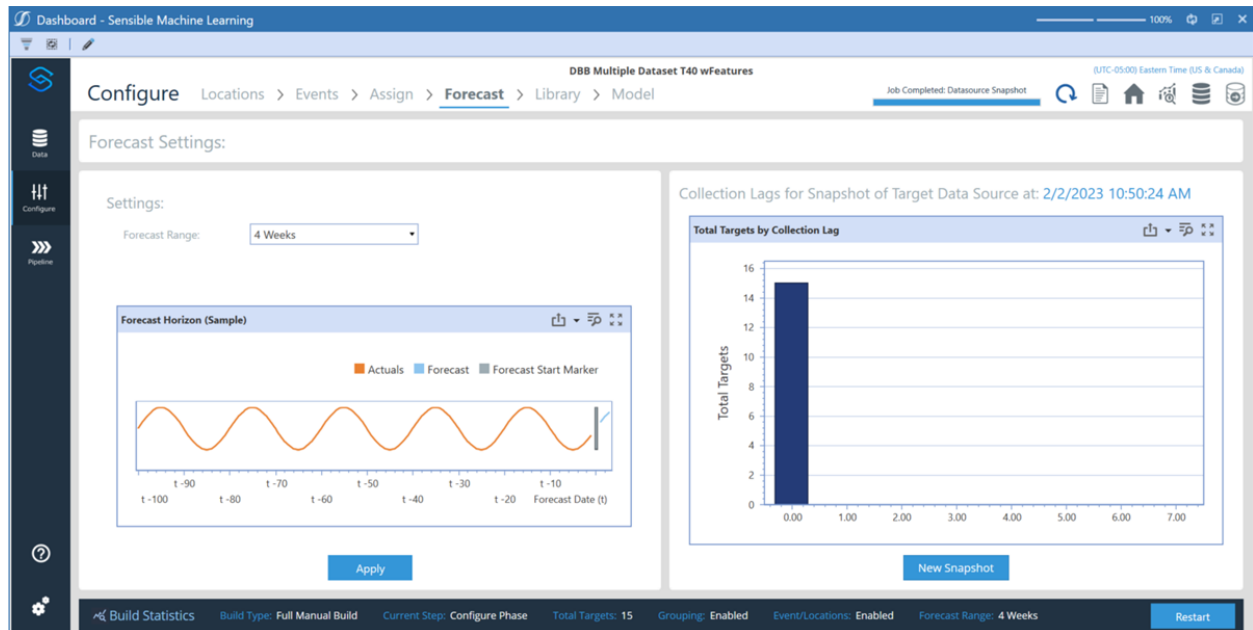 Dashboard - Sensible Machine Learning
100%
DBB Multiple Dataset T40 wFeatures
(UTC-05:00) Eastern Time (US & Canada)
Configure Locations > Events > Assign > Forecast > Library > Model
Job Completed: Datasource Snapshot
Data
Configure
Pipeline
Forecast Settings:
Settings:
Forecast Range: 4 Weeks
Forecast Horizon (Sample)
Actuals Forecast Forecast Start Marker
t -90 t -70 t -50 t -30 t -10
t -100 t -80 t -60 t -40 t -20 Forecast Date (t)
Apply
Collection Lags for Snapshot of Target Data Source at: 2/2/2023 10:50:24 AM
Total Targets by Collection Lag
Total Targets
16
14
12
10
8
6
4
2
0
0.00 1.00 2.00 3.00 4.00 5.00 6.00 7.00
New Snapshot
Build Statistics Build Type: Full Manual Build Current Step: Configure Phase Total Targets: 15 Grouping: Enabled Event/Locations: Enabled Forecast Range: 4 Weeks Restart